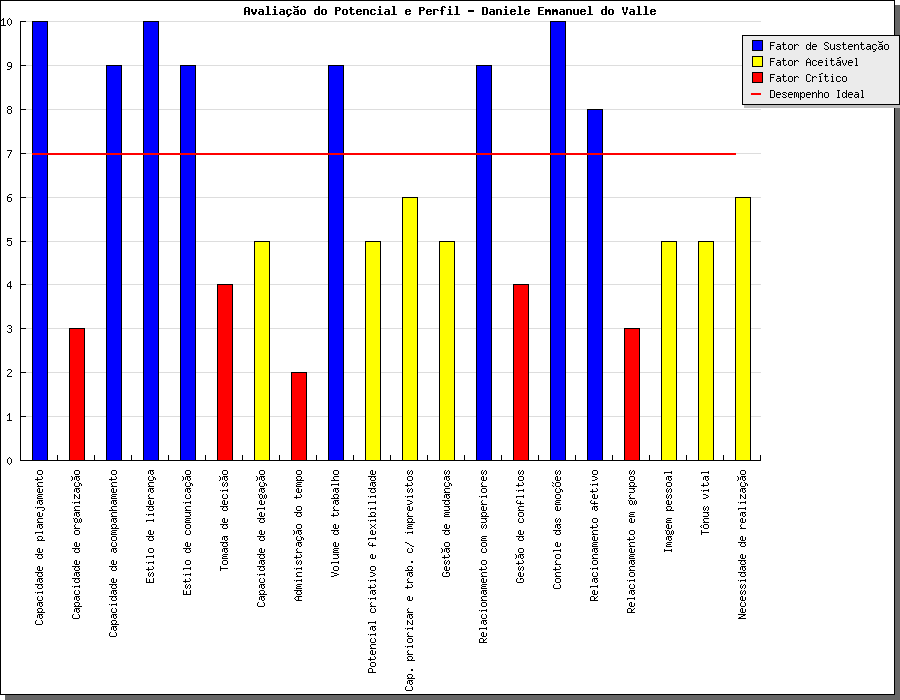 Avaliação do Potencial e Perfil - Daniele Emmanuel do Valle
Fator de Sustentação
Fator Aceitável
Fator Crítico
Desempenho Ideal
10
9
8
7
6
5
4
3
2
1
0
Capacidade de planejamento
Capacidade de organização
Capacidade de acompanhamento
Estilo de liderança
Estilo de comunicação
Tomada de decisão
Capacidade de delegação
Administração do tempo
Volume de trabalho
Potencial criativo e flexibilidade
Cap. priorizar e trab. c/ imprevistos
Gestão de mudanças
Relacionamento com superiores
Gestão de conflitos
Controle das emoções
Relacionamento afetivo
Relacionamento em grupos
Imagem pessoal
Tônus vital
Necessidade de realização